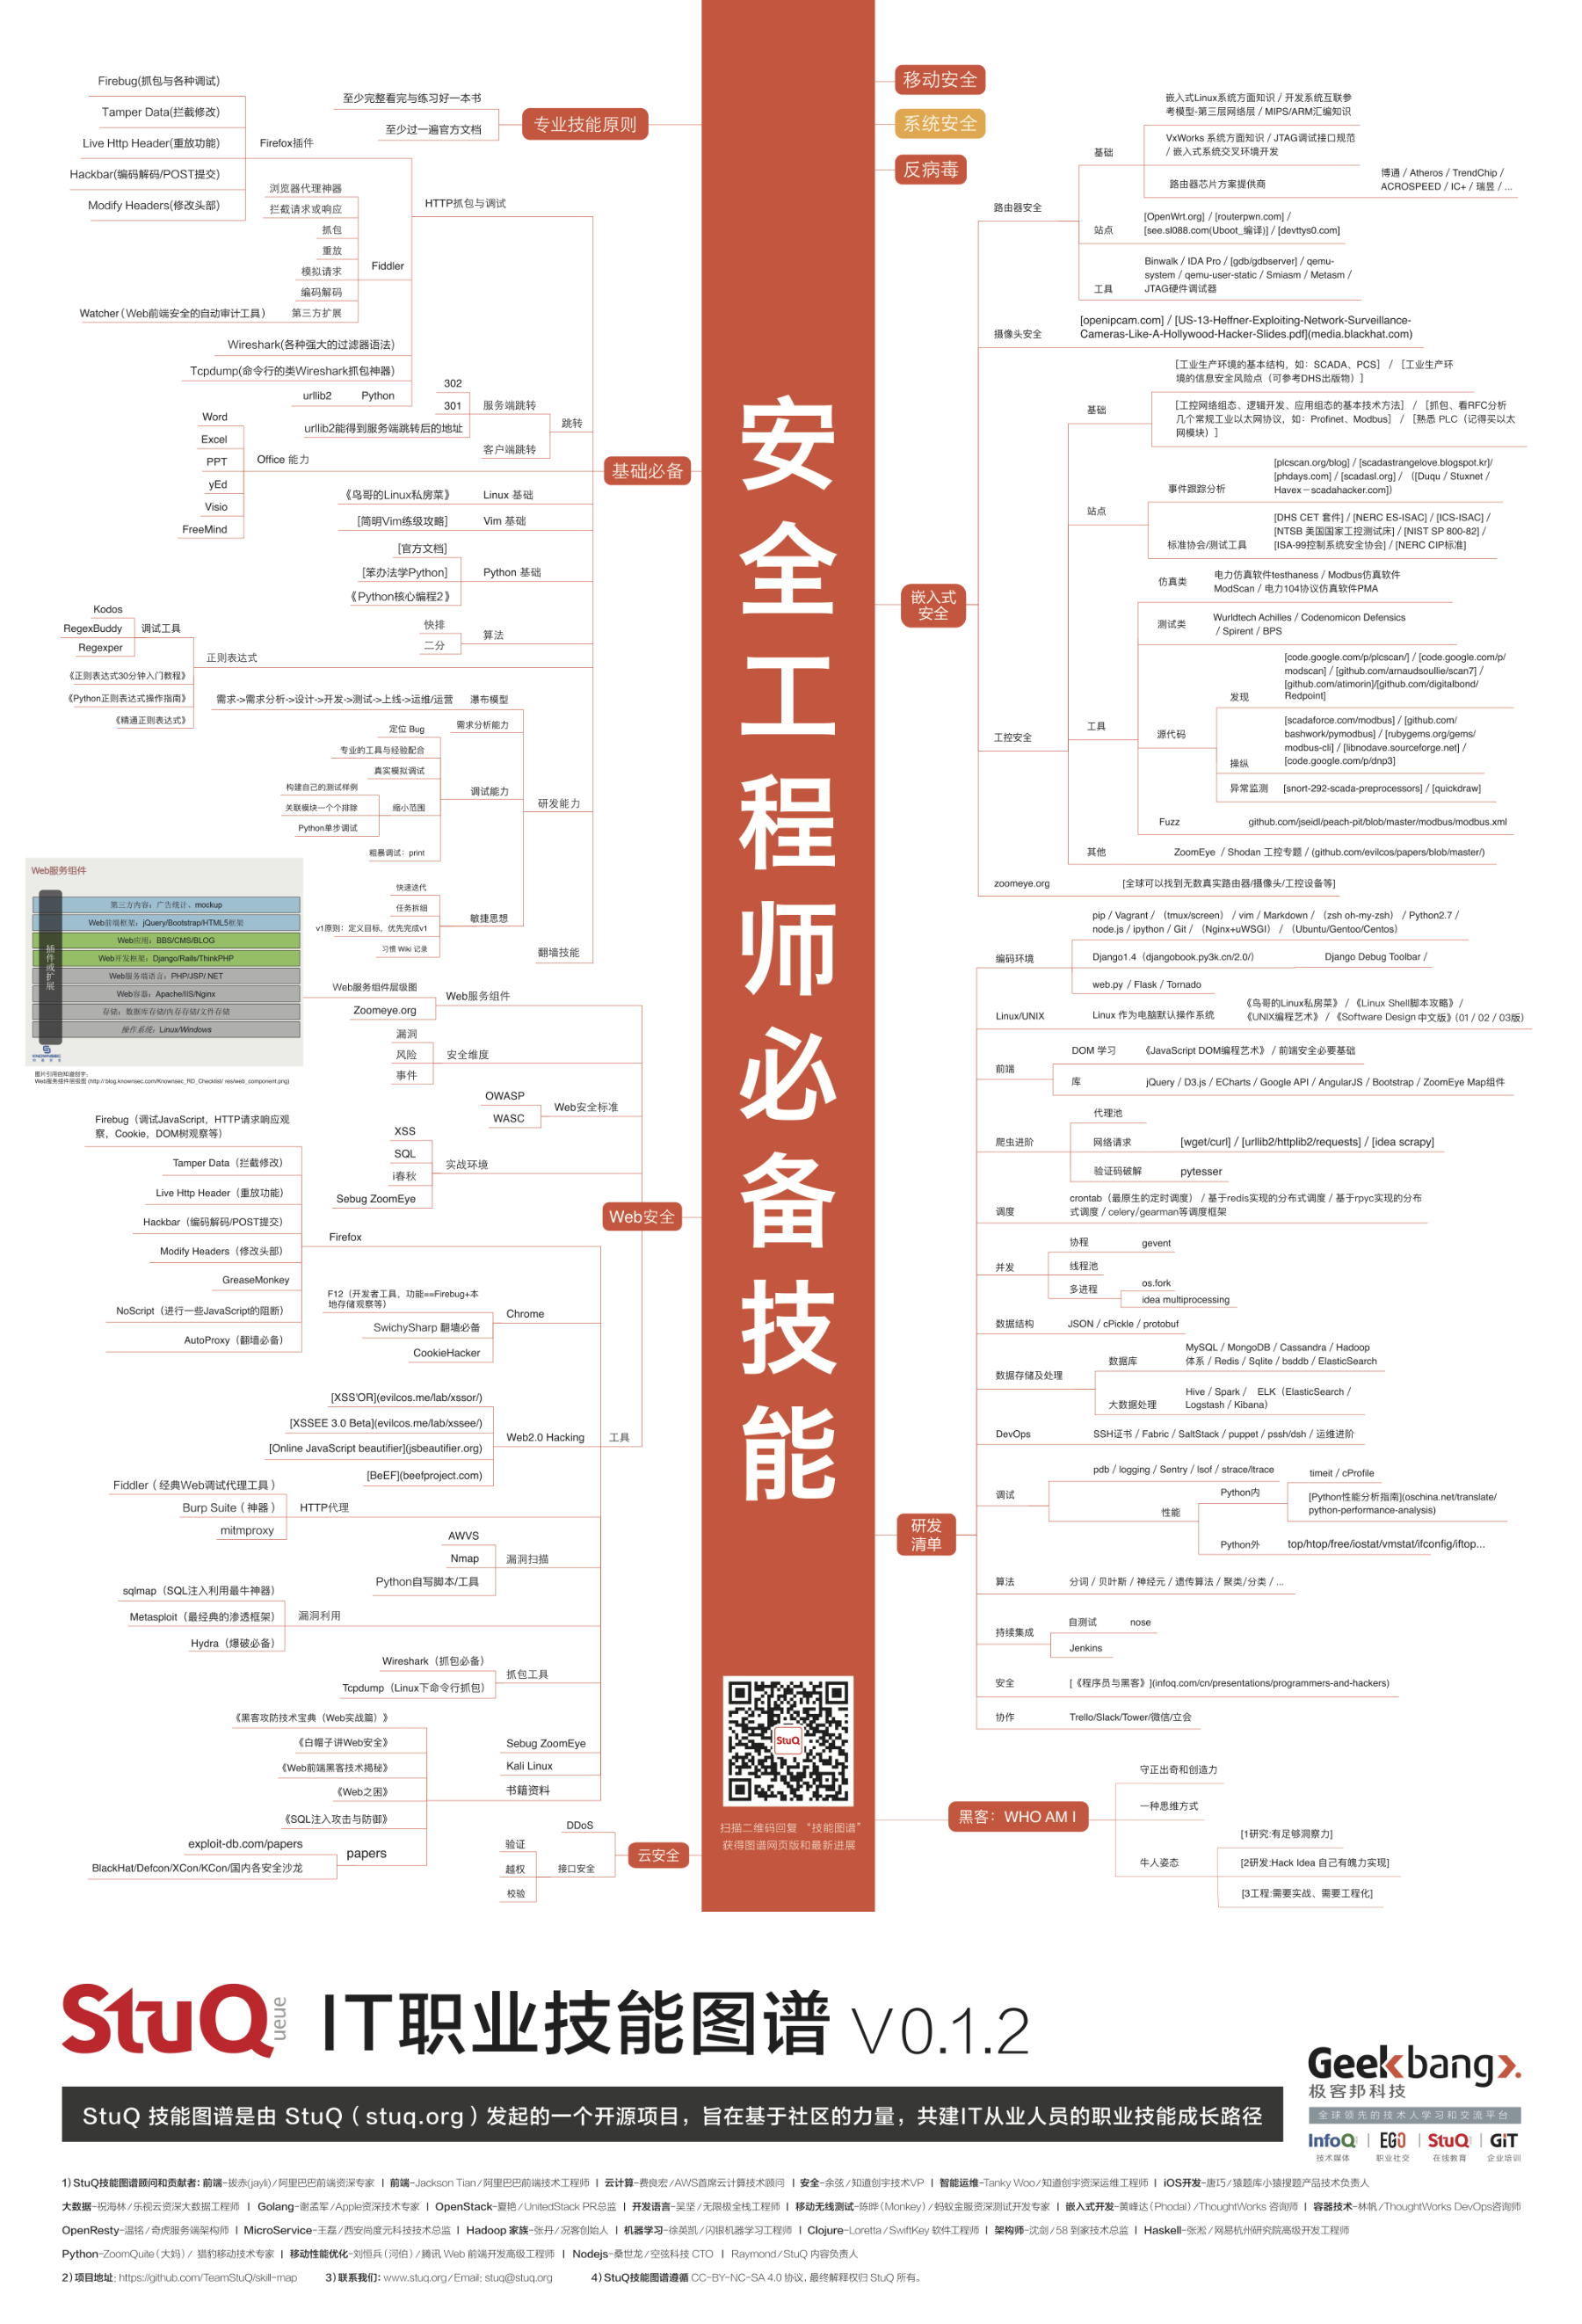 安全工程师必备技能
专业技能原则
至少完整看完与练习好一本书
至少过一遍官方文档
基础必备
HTTP抓包与调试
Firefox插件
Firebug(抓包与各种调试)
Tamper Data(拦截修改)
Live Http Header(重放功能)
Hackbar(编码解码/POST提交)
Modify Headers(修改头部)
Fiddler
浏览器代理神器
拦截请求或响应
抓包
重放
模拟请求
编码解码
第三方扩展
Watcher(Web前端安全的自动审计工具)
Wireshark(各种强大的过滤器语法)
Tcpdump(命令行的类Wireshark抓包神器)
Python
urllib2
跳转
服务端跳转
302
301
urllib2能得到服务端跳转后的地址
客户端跳转
Office 能力
Word
Excel
PPT
yEd
Visio
FreeMind
Linux 基础
《鸟哥的Linux私房菜》
Vim 基础
[简明Vim练级攻略]
Python 基础
[官方文档]
[笨办法学Python]
《Python核心编程2》
算法
快排
二分
正则表达式
调试工具
Kodos
RegexBuddy
Regexper
《正则表达式30分钟入门教程》
《Python正则表达式操作指南》
《精通正则表达式》
研发能力
瀑布模型
需求->需求分析->设计->开发->测试->上线->运维/运营
需求分析能力
调试能力
定位 Bug
专业的工具与经验配合
真实模拟调试
缩小范围
构建自己的测试样例
关联模块一个个排除
Python单步调试
粗暴调试：print
敏捷思想
快速迭代
任务拆细
v1原则：定义目标，优先完成v1
习惯 Wiki 记录
翻墙技能
Web服务组件
插件或扩展
第三方内容：广告统计、mockup
Web前端框架：jQuery/Bootstrap/HTML5框架
Web应用：BBS/CMS/BLOG
Web开发框架：Django/Rails/ThinkPHP
Web服务端语言：PHP/JSP/.NET
Web容器：Apache/IIS/Nginx
存储：数据库存储/内存存储/文件存储
操作系统：Linux/Windows
KNOWNSEC
图片引用自知道创宇：
Web服务组件层级图 (http://blog.knownsec.com/Knownsec_RD_Checklist/ res/web_component.png)
Web安全
Web服务组件
Web服务组件层级图
Zoomeye.org
安全维度
漏洞
风险
事件
Web安全标准
OWASP
WASC
实战环境
XSS
SQL
i春秋
Sebug ZoomEye
工具
Firefox
Firebug（调试JavaScript，HTTP请求响应观
察，Cookie，DOM树观察等）
Tamper Data（拦截修改）
Live Http Header（重放功能）
Hackbar（编码解码/POST提交）
Modify Headers（修改头部）
GreaseMonkey
NoScript（进行一些JavaScript的阻断）
AutoProxy（翻墙必备）
Chrome
F12（开发者工具，功能==Firebug+本
地存储观察等）
SwichySharp 翻墙必备
CookieHacker
Web2.0 Hacking
[XSS'OR](evilcos.me/lab/xssor/)
[XSSEE 3.0 Beta](evilcos.me/lab/xssee/)
[Online JavaScript beautifier](jsbeautifier.org)
[BeEF](beefproject.com)
HTTP代理
Fiddler（经典Web调试代理工具）
Burp Suite（神器）
mitmproxy
漏洞扫描
AWVS
Nmap
Python自写脚本/工具
漏洞利用
sqlmap（SQL注入利用最牛神器）
Metasploit（最经典的渗透框架）
Hydra（爆破必备）
抓包工具
Wireshark（抓包必备）
Tcpdump（Linux下命令行抓包）
Sebug ZoomEye
Kali Linux
书籍资料
《黑客攻防技术宝典（Web实战篇）》
《白帽子讲Web安全》
《Web前端黑客技术揭秘》
《Web之困》
《SQL注入攻击与防御》
papers
exploit-db.com/papers
BlackHat/Defcon/XCon/KCon/国内各安全沙龙
云安全
DDoS
接口安全
验证
越权
校验
移动安全
系统安全
反病毒
嵌入式
安全
路由器安全
基础
嵌入式Linux系统方面知识 / 开发系统互联参
考模型-第三层网络层 / MIPS/ARM汇编知识
VxWorks 系统方面知识 / JTAG调试接口规范
/ 嵌入式系统交叉环境开发
路由器芯片方案提供商
博通 / Atheros / TrendChip /
ACROSPEED / IC+ / 瑞昱 / ...
站点
[OpenWrt.org] / [routerpwn.com] /
[see.sl088.com(Uboot_编译)] / [devttys0.com]
工具
Binwalk / IDA Pro / [gdb/gdbserver] / qemu-
system / qemu-user-static / Smiasm / Metasm /
JTAG硬件调试器
摄像头安全
[openipcam.com] / [US-13-Heffner-Exploiting-Network-Surveillance-
Cameras-Like-A-Hollywood-Hacker-Slides.pdf](media.blackhat.com)
工控安全
基础
［工业生产环境的基本结构，如：SCADA、PCS］ / ［工业生产环
境的信息安全风险点（可参考DHS出版物）］
［工控网络组态、逻辑开发、应用组态的基本技术方法］ / ［抓包、看RFC分析
几个常规工业以太网协议，如：Profinet、Modbus］ / ［熟悉 PLC（记得买以太
网模块）］
站点
事件跟踪分析
[plcscan.org/blog] / [scadastrangelove.blogspot.kr]/
[phdays.com] / [scadasl.org] / （[Duqu / Stuxnet /
Havex－scadahacker.com]）
标准协会/测试工具
[DHS CET 套件] / [NERC ES-ISAC] / [ICS-ISAC] /
[NTSB 美国国家工控测试床] / [NIST SP 800-82] /
[ISA-99控制系统安全协会] / [NERC CIP标准]
工具
仿真类
电力仿真软件testhaness / Modbus仿真软件
ModScan / 电力104协议仿真软件PMA
测试类
Wurldtech Achilles / Codenomicon Defensics
/ Spirent / BPS
源代码
发现
[code.google.com/p/plcscan/] / [code.google.com/p/
modscan] / [github.com/arnaudsoullie/scan7] /
[github.com/atimorin]/[github.com/digitalbond/
Redpoint]
操纵
[scadaforce.com/modbus] / [github.com/
bashwork/pymodbus] / [rubygems.org/gems/
modbus-cli] / [libnodave.sourceforge.net] /
[code.google.com/p/dnp3]
异常监测
[snort-292-scada-preprocessors] / [quickdraw]
Fuzz
github.com/jseidl/peach-pit/blob/master/modbus/modbus.xml
其他
ZoomEye / Shodan 工控专题 / (github.com/evilcos/papers/blob/master/)
zoomeye.org
[全球可以找到无数真实路由器/摄像头/工控设备等]
研发
清单
编码环境
pip / Vagrant / （tmux/screen） / vim / Markdown / （zsh oh-my-zsh） / Python2.7 /
node.js / ipython / Git / （Nginx+uWSGI） / （Ubuntu/Gentoo/Centos）
Django1.4（djangobook.py3k.cn/2.0/）
Django Debug Toolbar /
web.py / Flask / Tornado
Linux/UNIX
Linux 作为电脑默认操作系统
《鸟哥的Linux私房菜》 / 《Linux Shell脚本攻略》 /
《UNIX编程艺术》 / 《Software Design 中文版》(01 / 02 / 03版)
前端
DOM 学习
《JavaScript DOM编程艺术》 / 前端安全必要基础
库
jQuery / D3.js / ECharts / Google API / AngularJS / Bootstrap / ZoomEye Map组件
爬虫进阶
代理池
网络请求
[wget/curl] / [urllib2/httplib2/requests] / [idea scrapy]
验证码破解
pytesser
调度
crontab（最原生的定时调度） / 基于redis实现的分布式调度 / 基于rpyc实现的分布
式调度 / celery/gearman等调度框架
并发
协程
gevent
线程池
多进程
os.fork
idea multiprocessing
数据结构
JSON / cPickle / protobuf
数据存储及处理
数据库
MySQL / MongoDB / Cassandra / Hadoop
体系 / Redis / Sqlite / bsddb / ElasticSearch
大数据处理
Hive / Spark / ELK（ElasticSearch /
Logstash / Kibana）
DevOps
SSH证书 / Fabric / SaltStack / puppet / pssh/dsh / 运维进阶
调试
pdb / logging / Sentry / lsof / strace/ltrace
性能
Python内
timeit / cProfile
[Python性能分析指南](oschina.net/translate/
python-performance-analysis)
Python外
top/htop/free/iostat/vmstat/ifconfig/iftop...
算法
分词 / 贝叶斯 / 神经元 / 遗传算法 / 聚类/分类 / ...
持续集成
自测试
nose
Jenkins
安全
[《程序员与黑客》](infoq.com/cn/presentations/programmers-and-hackers)
协作
Trello/Slack/Tower/微信/立会
黑客：WHO AM I
守正出奇和创造力
一种思维方式
牛人姿态
[1研究:有足够洞察力]
[2研发:Hack Idea 自己有魄力实现]
[3工程:需要实战、需要工程化]
StuQ
扫描二维码回复 “技能图谱”
获得图谱网页版和最新进展
StuQ ueue IT职业技能图谱 V0.1.2
StuQ 技能图谱是由 StuQ（stuq.org）发起的一个开源项目，旨在基于社区的力量，共建IT从业人员的职业技能成长路径
Geekbang>.
极客邦科技
全球领先的技术人学习和交流平台
InfoQ | EGO | StuQ | GiT
技术媒体 职业社交 在线教育 企业培训
1) StuQ技能图谱顾问和贡献者: 前端-拔赤(jayli)/阿里巴巴前端资深专家 | 前端-Jackson Tian/阿里巴巴前端技术工程师 | 云计算-费良宏/AWS首席云计算技术顾问 | 安全-余弦/知道创宇技术VP | 智能运维-Tanky Woo/知道创宇资深运维工程师 | iOS开发-唐巧/猿题库小猿搜题产品技术负责人
大数据-祝海林/乐视云资深大数据工程师 | Golang-谢孟军/Apple资深技术专家 | OpenStack-夏艳/UnitedStack PR总监 | 开发语言-吴坚/无限极全栈工程师 | 移动无线测试-陈晔（Monkey）/蚂蚁金服资深测试开发专家 | 嵌入式开发-黄峰达（Phodal）/ThoughtWorks 咨询师 | 容器技术-林帆/ThoughtWorks DevOps咨询师
OpenResty-温铭/奇虎服务端架构师 | MicroService-王磊/西安尚度元科技技术总监 | Hadoop 家族-张丹/况客创始人 | 机器学习-徐英凯/闪银机器学习工程师 | Clojure-Loretta/SwiftKey 软件工程师 | 架构师-沈剑/58 到家技术总监 | Haskell-张淞/网易杭州研究院高级开发工程师
Python-ZoomQuite（大妈）/ 猎豹移动技术专家 | 移动性能优化-刘恒兵（河伯）/腾讯 Web 前端开发高级工程师 | Nodejs-桑世龙/空弦科技 CTO | Raymond/StuQ 内容负责人
2) 项目地址: https://github.com/TeamStuQ/skill-map 3) 联系我们: www.stuq.org/Email: stuq@stuq.org 4) StuQ技能图谱遵循 CC-BY-NC-SA 4.0 协议，最终解释权归 StuQ 所有。